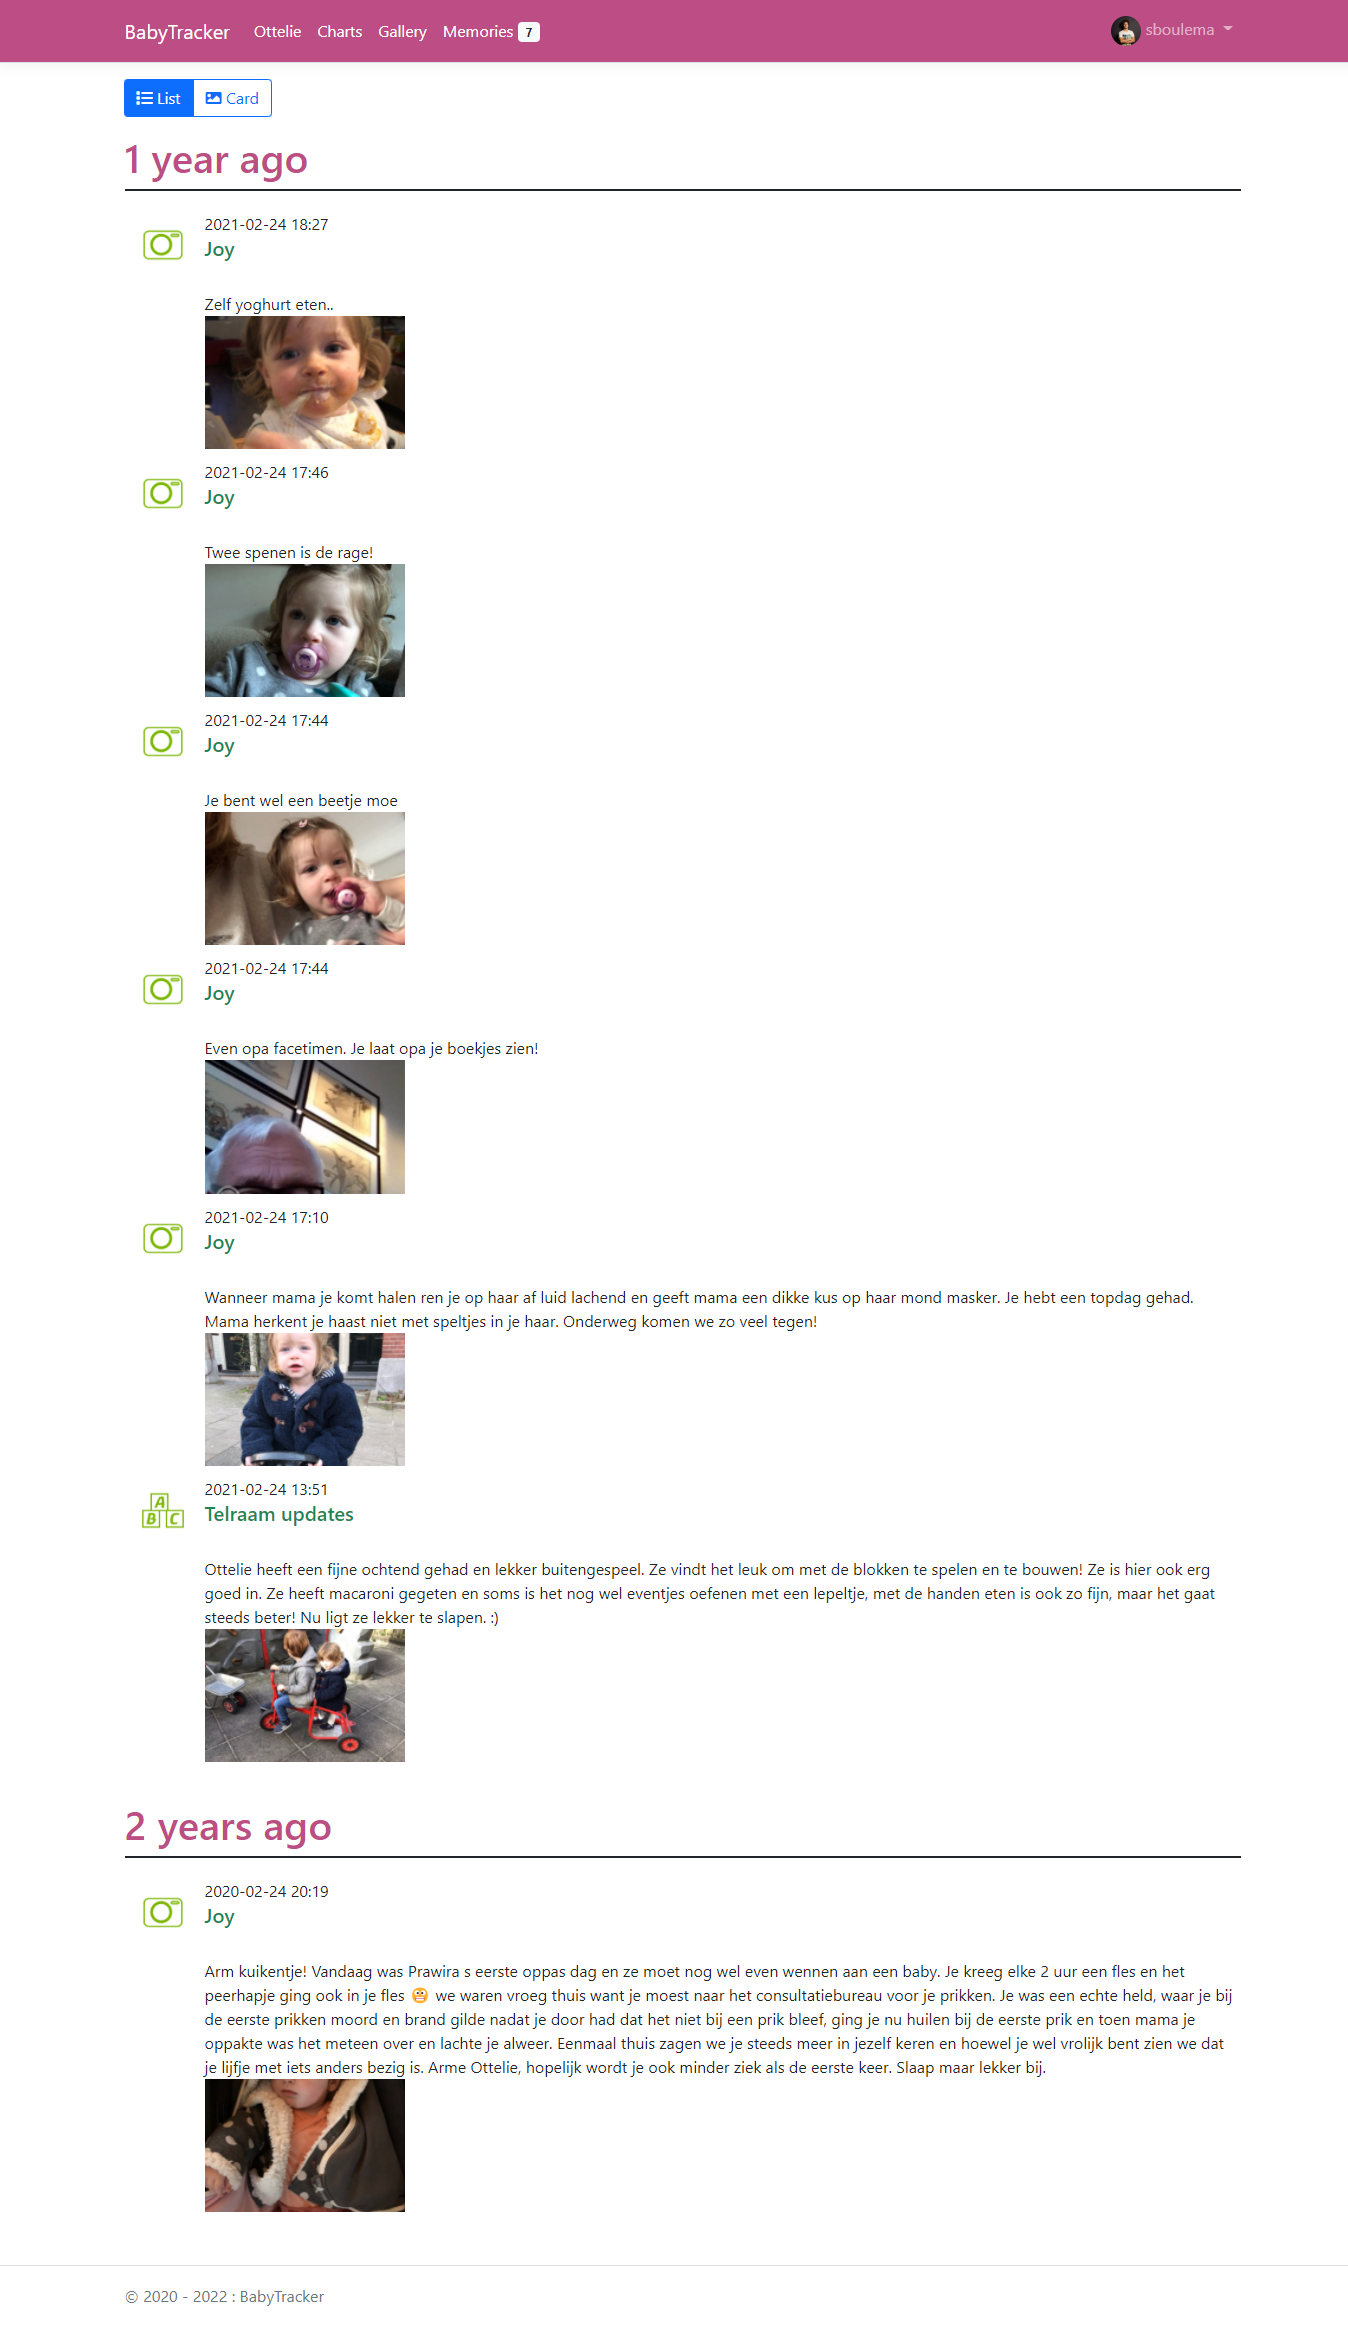 BabyTracker Ottelie Charts Gallery Memories 7 sboulema
List Card
1 year ago
2021-02-24 18:27
Joy
Zelf yoghurt eten..
2021-02-24 17:46
Joy
Twee spenen is de rage!
2021-02-24 17:44
Joy
Je bent wel een beetje moe
2021-02-24 17:44
Joy
Even opa facetimen. Je laat opa je boekjes zien!
2021-02-24 17:10
Joy
Wanneer mama je komt halen ren je op haar af luid lachend en geeft mama een dikke kus op haar mond masker. Je hebt een topdag gehad.
Mama herkent je haast niet met speltjes in je haar. Onderweg komen we zo veel tegen!
A
B C
2021-02-24 13:51
Telraam updates
Ottelie heeft een fijne ochtend gehad en lekker buitengespeel. Ze vindt het leuk om met de blokken te spelen en te bouwen! Ze is hier ook erg
goed in. Ze heeft macaroni gegeten en soms is het nog wel eventjes oefenen met een lepeltje, met de handen eten is ook zo fijn, maar het gaat
steeds beter! Nu ligt ze lekker te slapen. :)
2 years ago
2020-02-24 20:19
Joy
Arm kuikentje! Vandaag was Prawira s eerste oppas dag en ze moet nog wel even wennen aan een baby. Je kreeg elke 2 uur een fles en het
peerhapje ging ook in je fles 😬 we waren vroeg thuis want je moest naar het consultatiebureau voor je prikken. Je was een echte held, waar je bij
de eerste prikken moord en brand gilde nadat je door had dat het niet bij een prik bleef, ging je nu huilen bij de eerste prik en toen mama je
oppakte was het meteen over en lachte je alweer. Eenmaal thuis zagen we je steeds meer in jezelf keren en hoewel je wel vrolijk bent zien we dat
je lijfje met iets anders bezig is. Arme Ottelie, hopelijk wordt je ook minder ziek als de eerste keer. Slaap maar lekker bij.
© 2020 - 2022 : BabyTracker